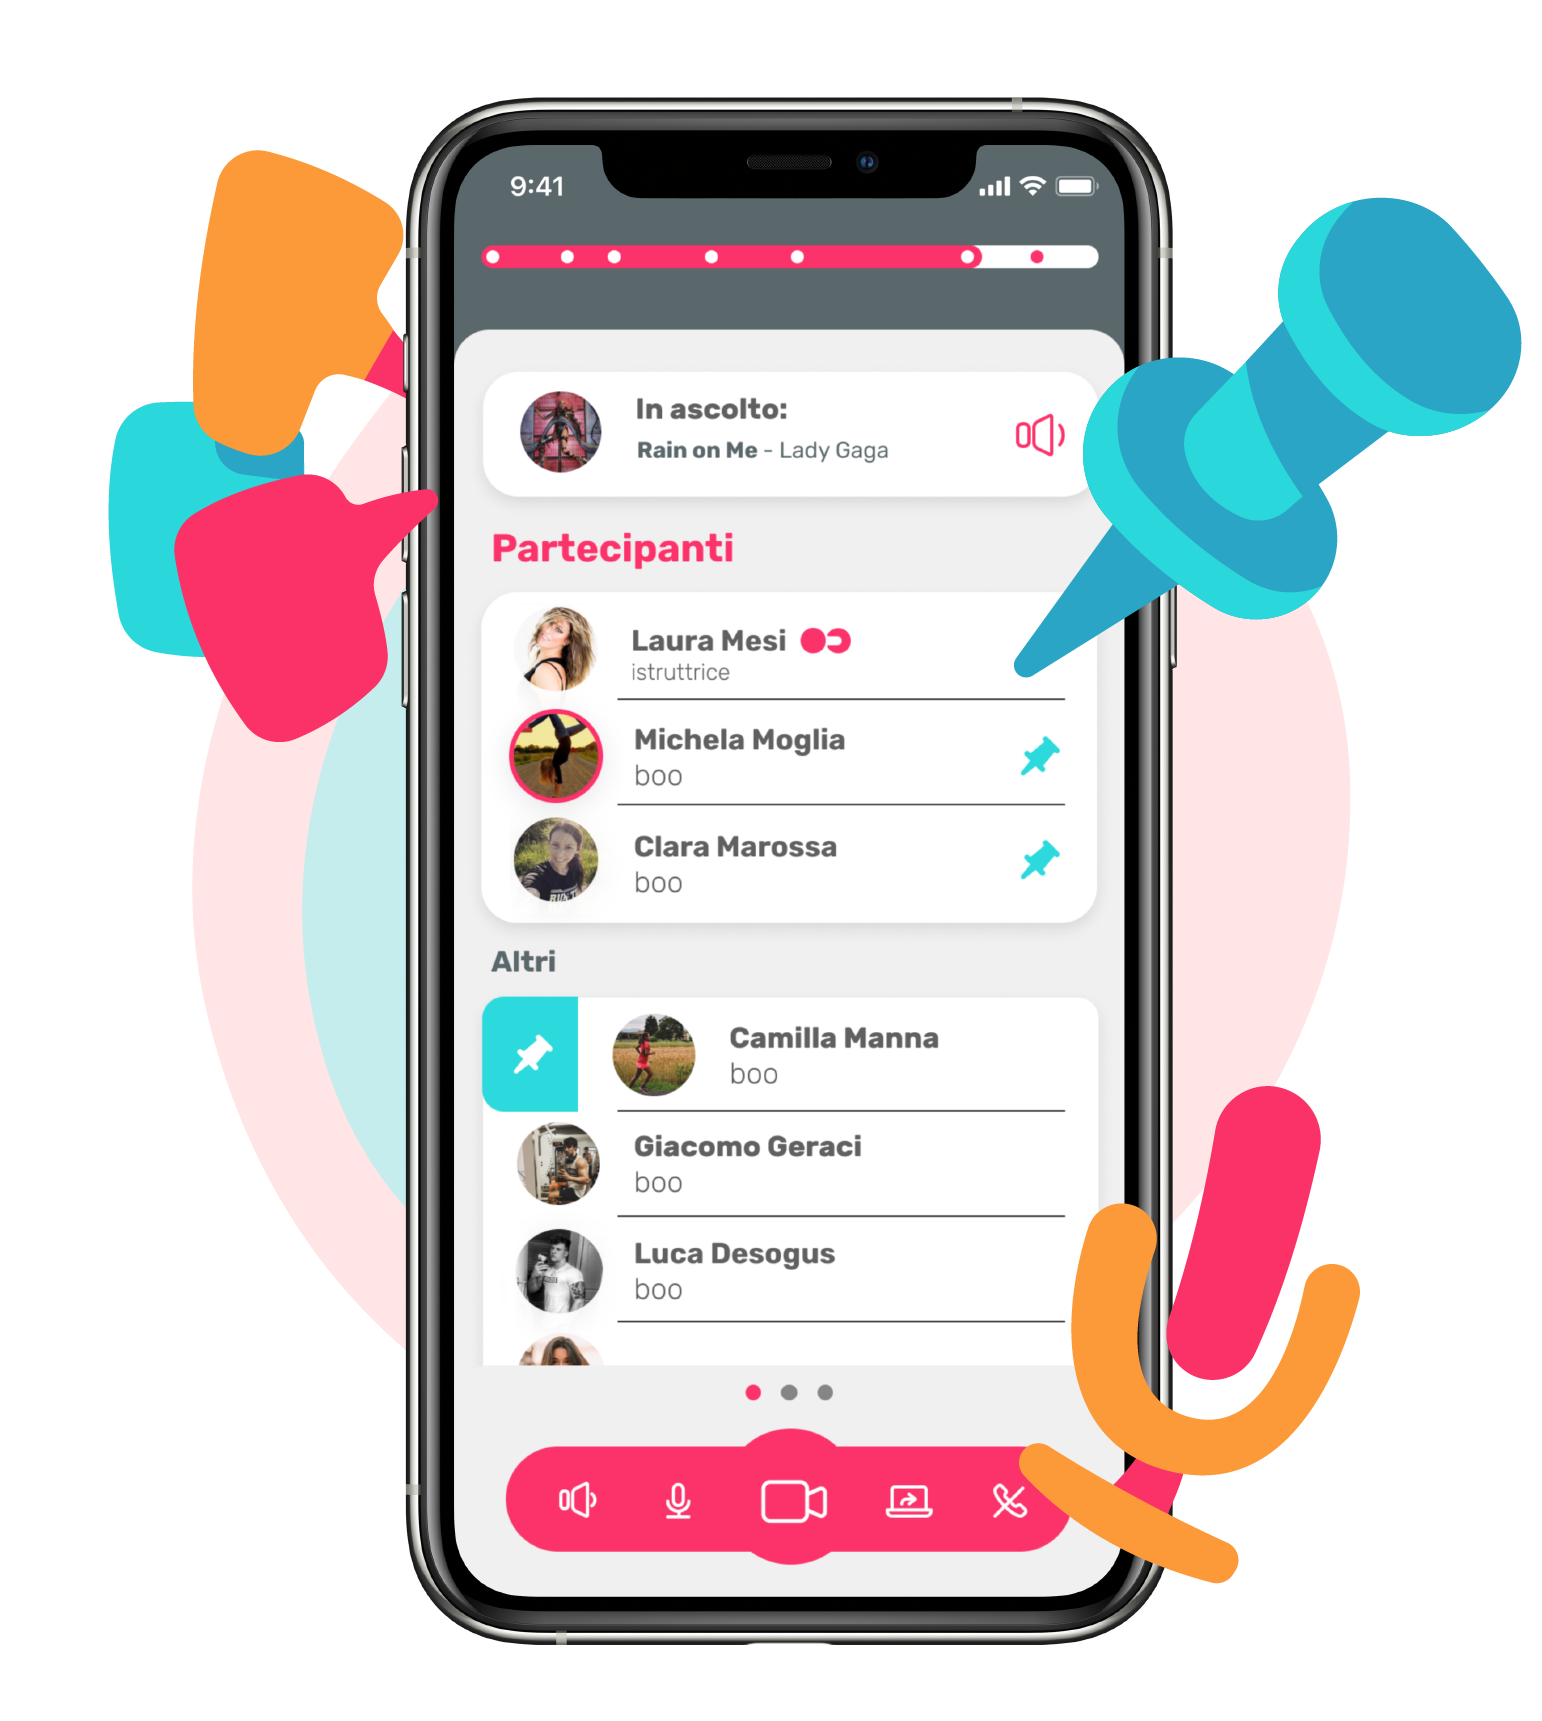 9:41
In ascolto:
Rain on Me - Lady Gaga
Partecipanti
Laura Mesi
istruttrice
Michela Moglia
boo
Clara Marossa
boo
Altri
Camilla Manna
boo
Giacomo Geraci
boo
Luca Desogus
boo